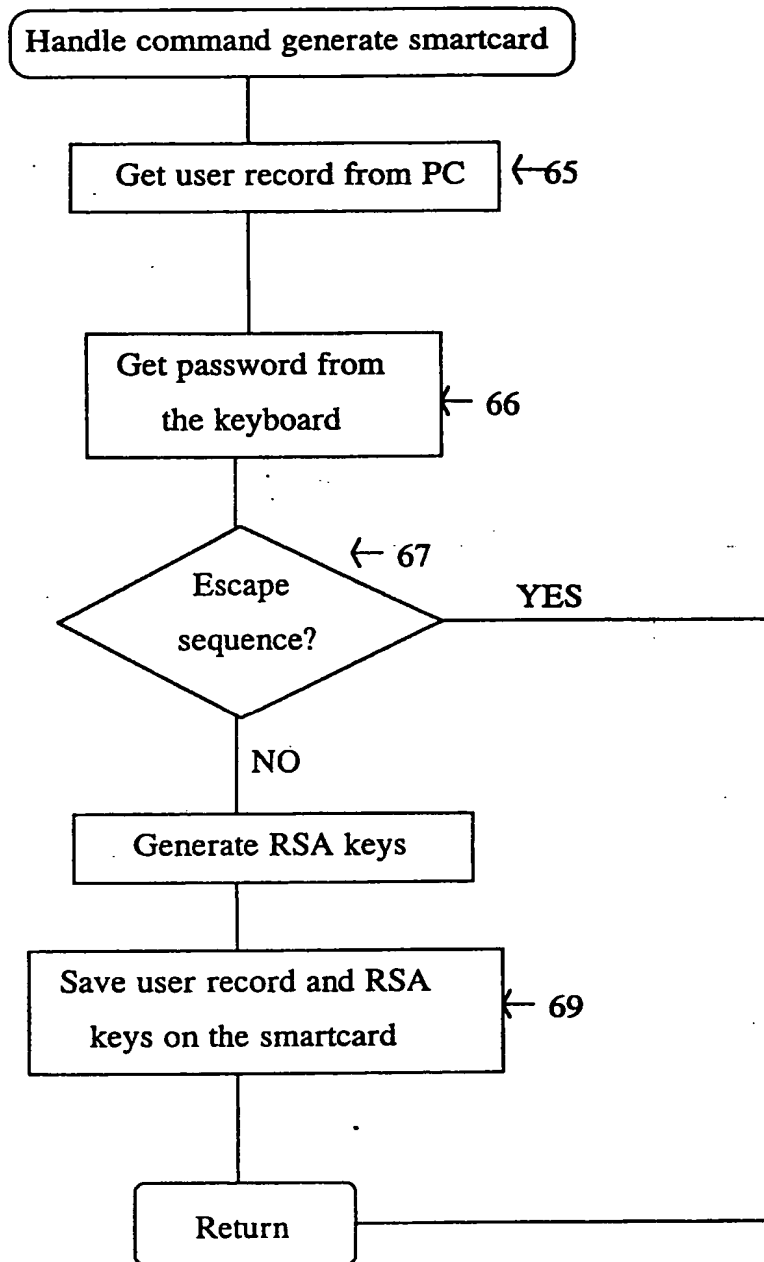 Handle command generate smartcard
Get user record from PC
65
Get password from
the keyboard
66
67
Escape
sequence?
YES
NO
Generate RSA keys
Save user record and RSA
keys on the smartcard
69
Return